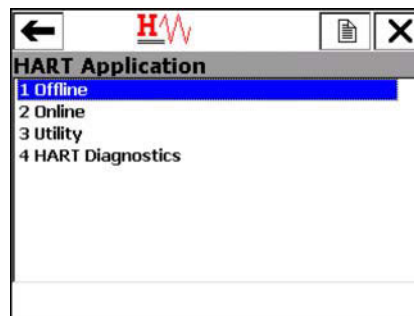 H
HART Application
1 Offline
2 Online
3 Utility
4 HART Diagnostics